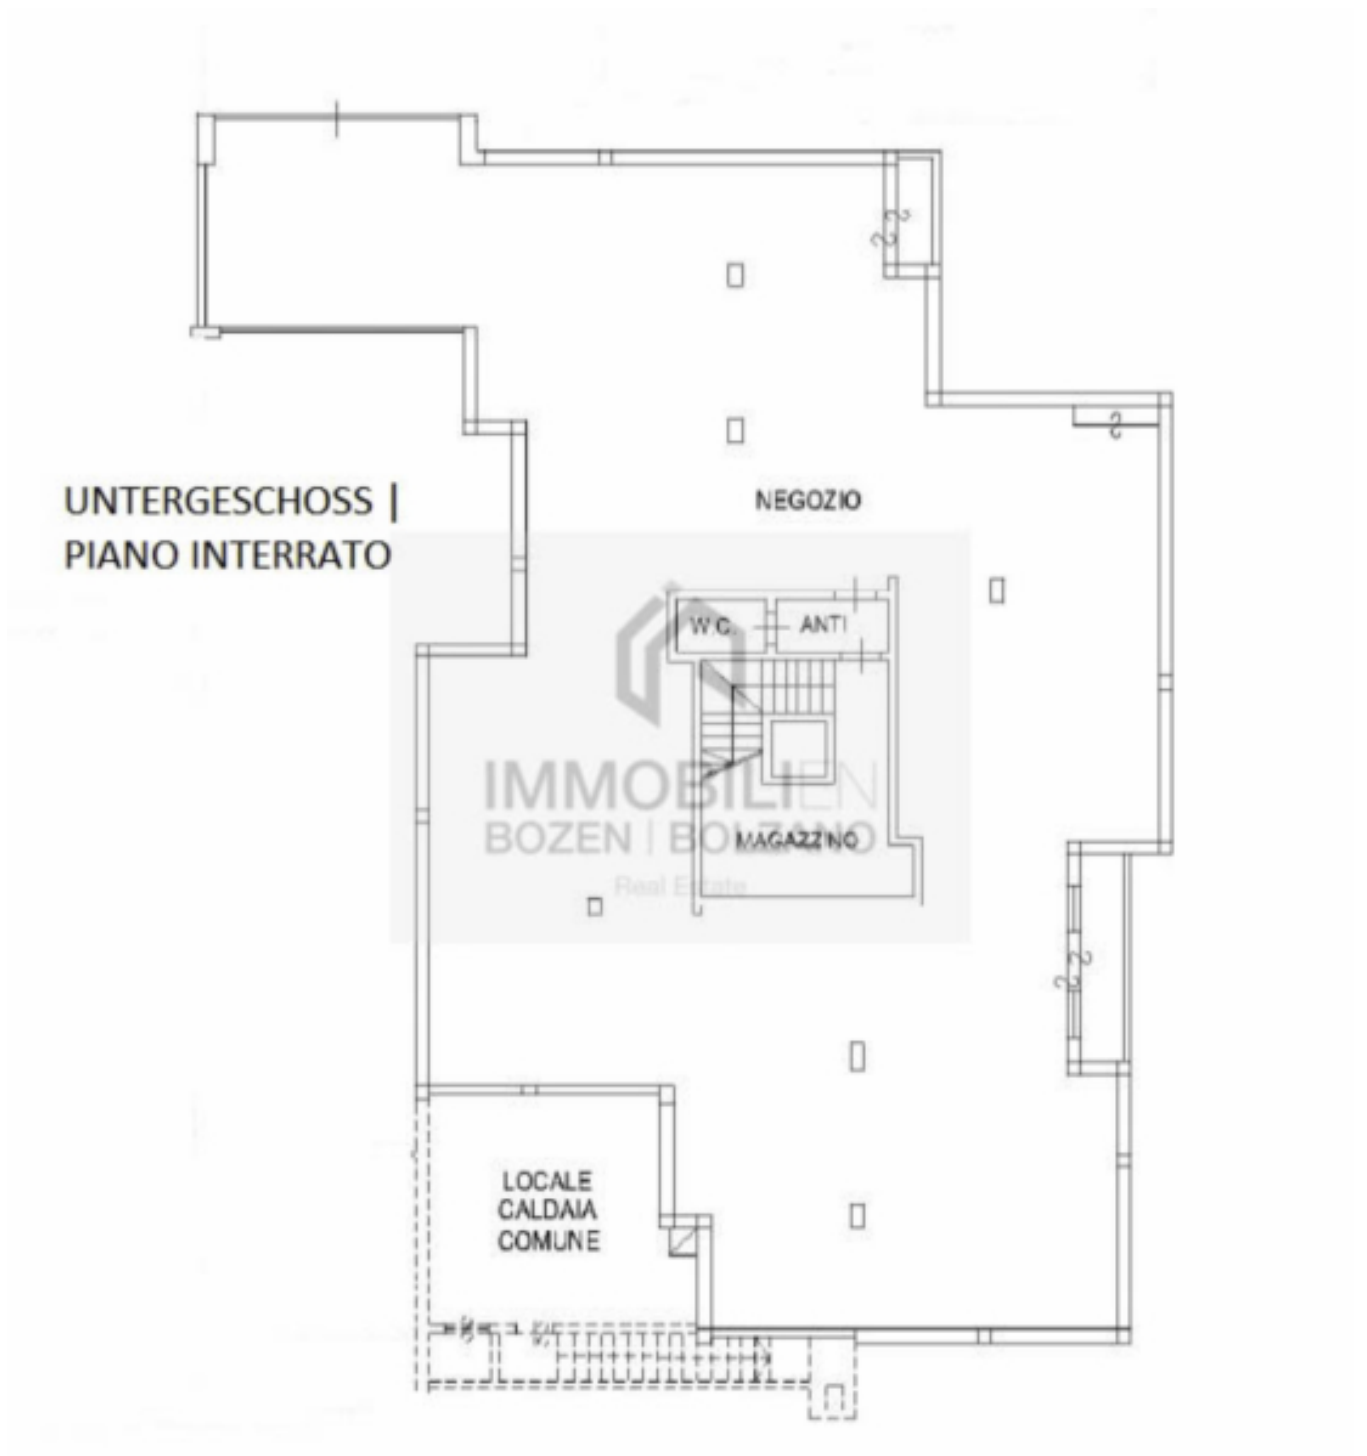 UNTERGESCHOSS |
PIANO INTERRATO
NEGOZIO
W.C.
ANTI
IMMOBILIEN
BOZEN | BOLZANO
MAGAZZINO
Real Estate
LOCALE
CALDAIA
COMUNE